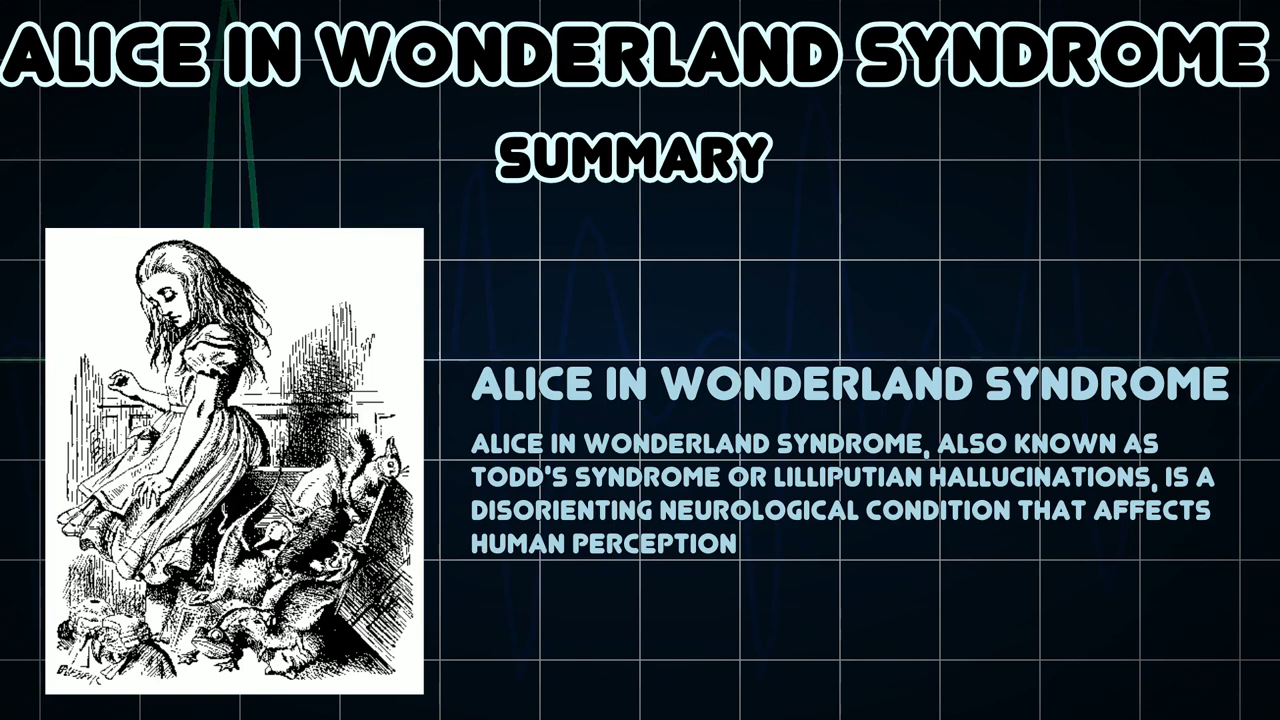 ALICE IN WONDERLAND SYNDROME
SUMMARY
ALICE IN WONDERLAND SYNDROME
ALICE IN WONDERLAND SYNDROME, ALSO KNOWN AS
TODD'S SYNDROME OR LILLIPUTIAN HALLUCINATIONS, IS A
DISORIENTING NEUROLOGICAL CONDITION THAT AFFECTS
HUMAN PERCEPTION